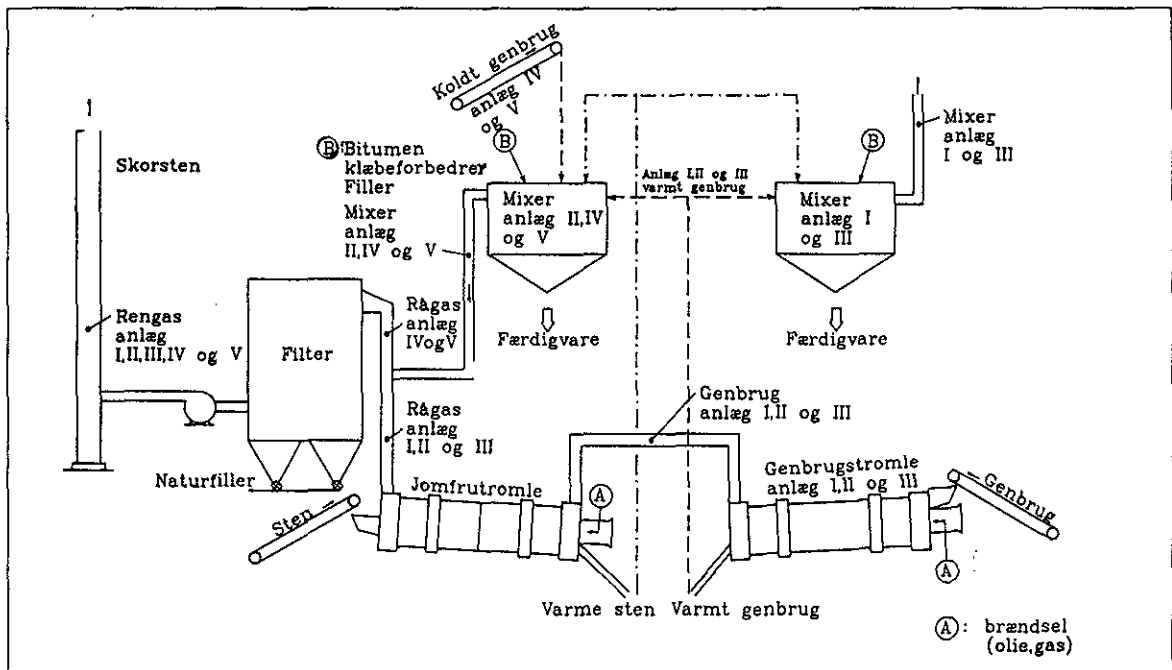 Koldt genbrug
anlæg IV
og V
Skorsten
B
:Bitumen
klæbeforbedrer
Filler
Mixer
anlæg
II,IV og V
B
Mixer
anlæg II,IV
og V
Færdigvare
Anlæg I,II og III
varmt genbrug
B
Mixer
anlæg I
og III
Færdigvare
Mixer
anlæg
I og III
Rengas
anlæg
I,II,III,IV og V
Filter
Naturfiller
Rågas
anlæg
IVogV
Rågas
anlæg
I,II og III
Genbrug
anlæg I,II og III
Sten
Jomfrutromle
A
Genbrugstromle
anlæg I,II og III
Genbrug
A
Varme sten
Varmt genbrug
A : brændsel
(olie,gas)